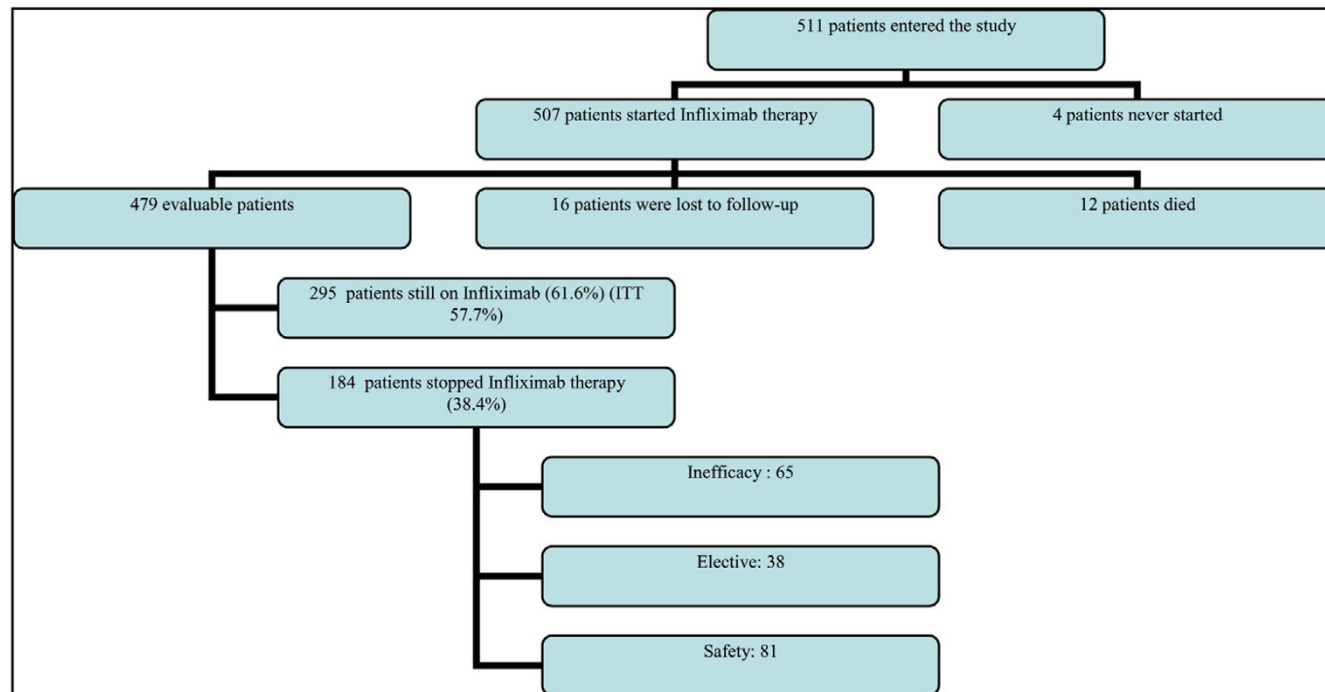 511 patients entered the study
507 patients started Infliximab therapy
4 patients never started
479 evaluable patients
16 patients were lost to follow-up
12 patients died
295 patients still on Infliximab (61.6%) (ITT
57.7%)
184 patients stopped Infliximab therapy
(38.4%)
Inefficacy : 65
Elective: 38
Safety: 81